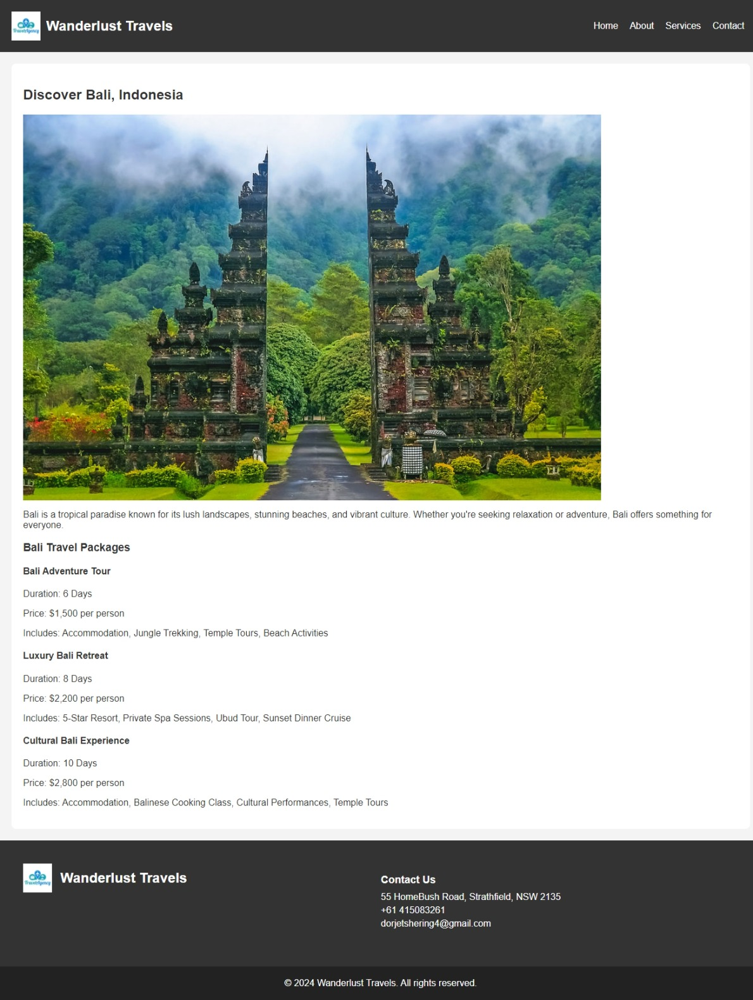 TravelAgency
Wanderlust Travels
Home
About
Services
Contact
Discover Bali, Indonesia
Bali is a tropical paradise known for its lush landscapes, stunning beaches, and vibrant culture. Whether you're seeking relaxation or adventure, Bali offers something for
everyone.
Bali Travel Packages
Bali Adventure Tour
Duration: 6 Days
Price: $1,500 per person
Includes: Accommodation, Jungle Trekking, Temple Tours, Beach Activities
Luxury Bali Retreat
Duration: 8 Days
Price: $2,200 per person
Includes: 5-Star Resort, Private Spa Sessions, Ubud Tour, Sunset Dinner Cruise
Cultural Bali Experience
Duration: 10 Days
Price: $2,800 per person
Includes: Accommodation, Balinese Cooking Class, Cultural Performances, Temple Tours
TravelAgency
Wanderlust Travels
Contact Us
55 HomeBush Road, Strathfield, NSW 2135
+61 415083261
dorjetshering4@gmail.com
© 2024 Wanderlust Travels. All rights reserved.